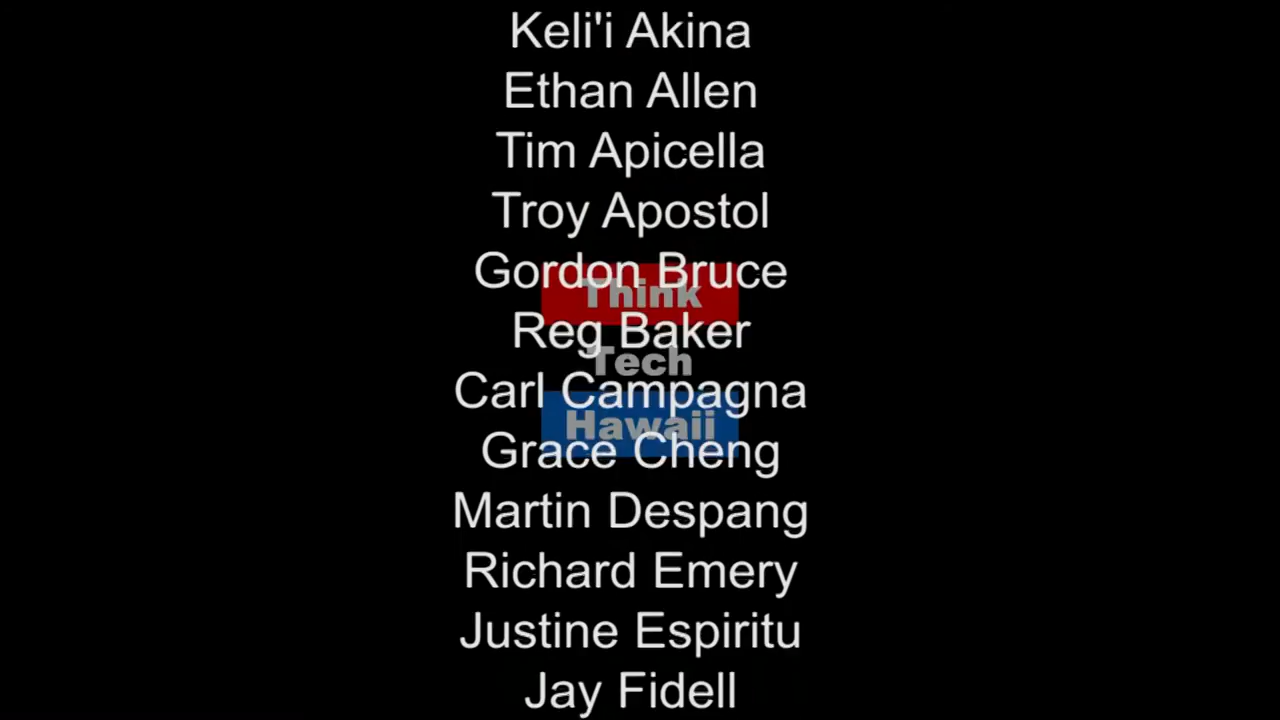 Keli'i Akina
Ethan Allen
Tim Apicella
Troy Apostol
Gordon Bruce
Think
Reg Baker
Tech
Carl Campagna
Hawaii
Grace Cheng
Martin Despang
Richard Emery
Justine Espiritu
Jay Fidell